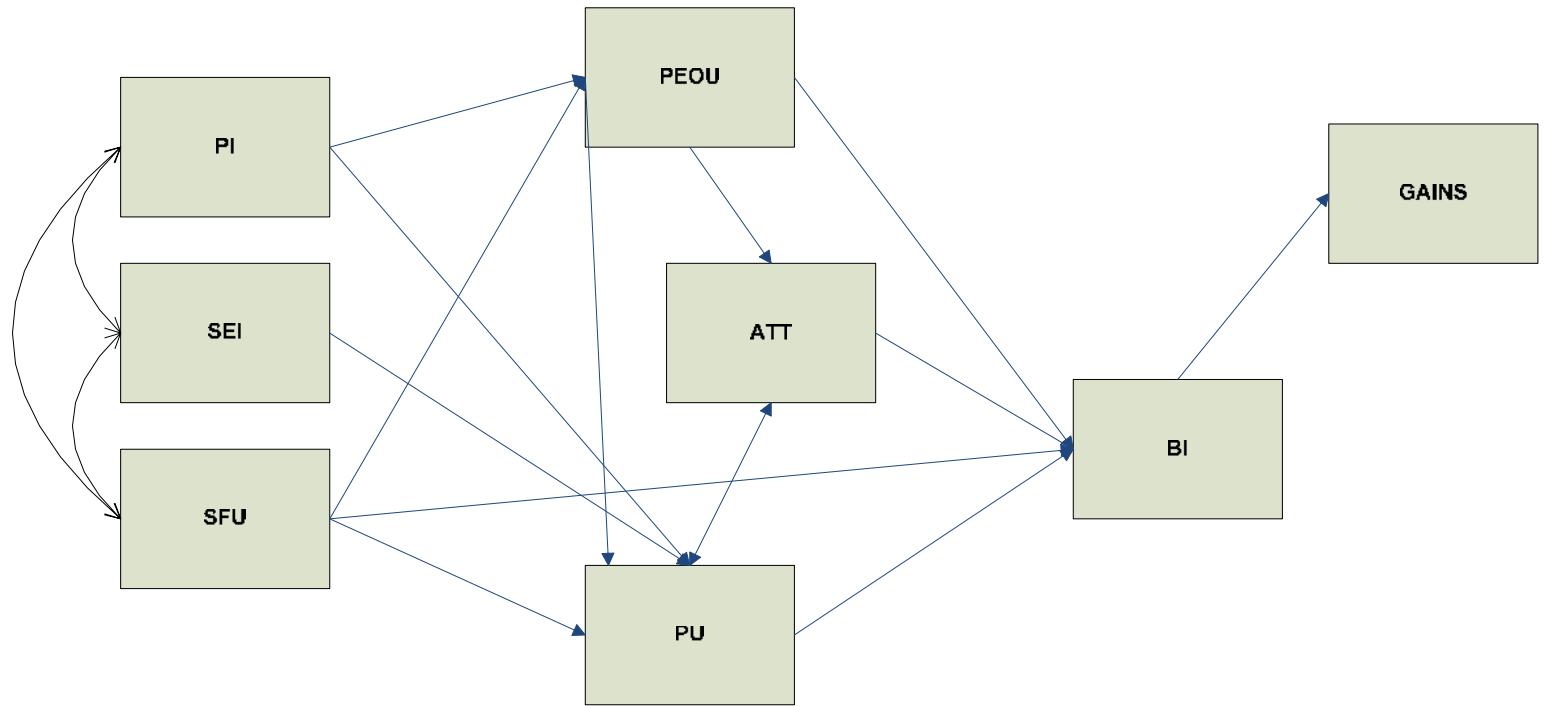 PEOU
PI
GAINS
SEI
ATT
BI
SFU
PU